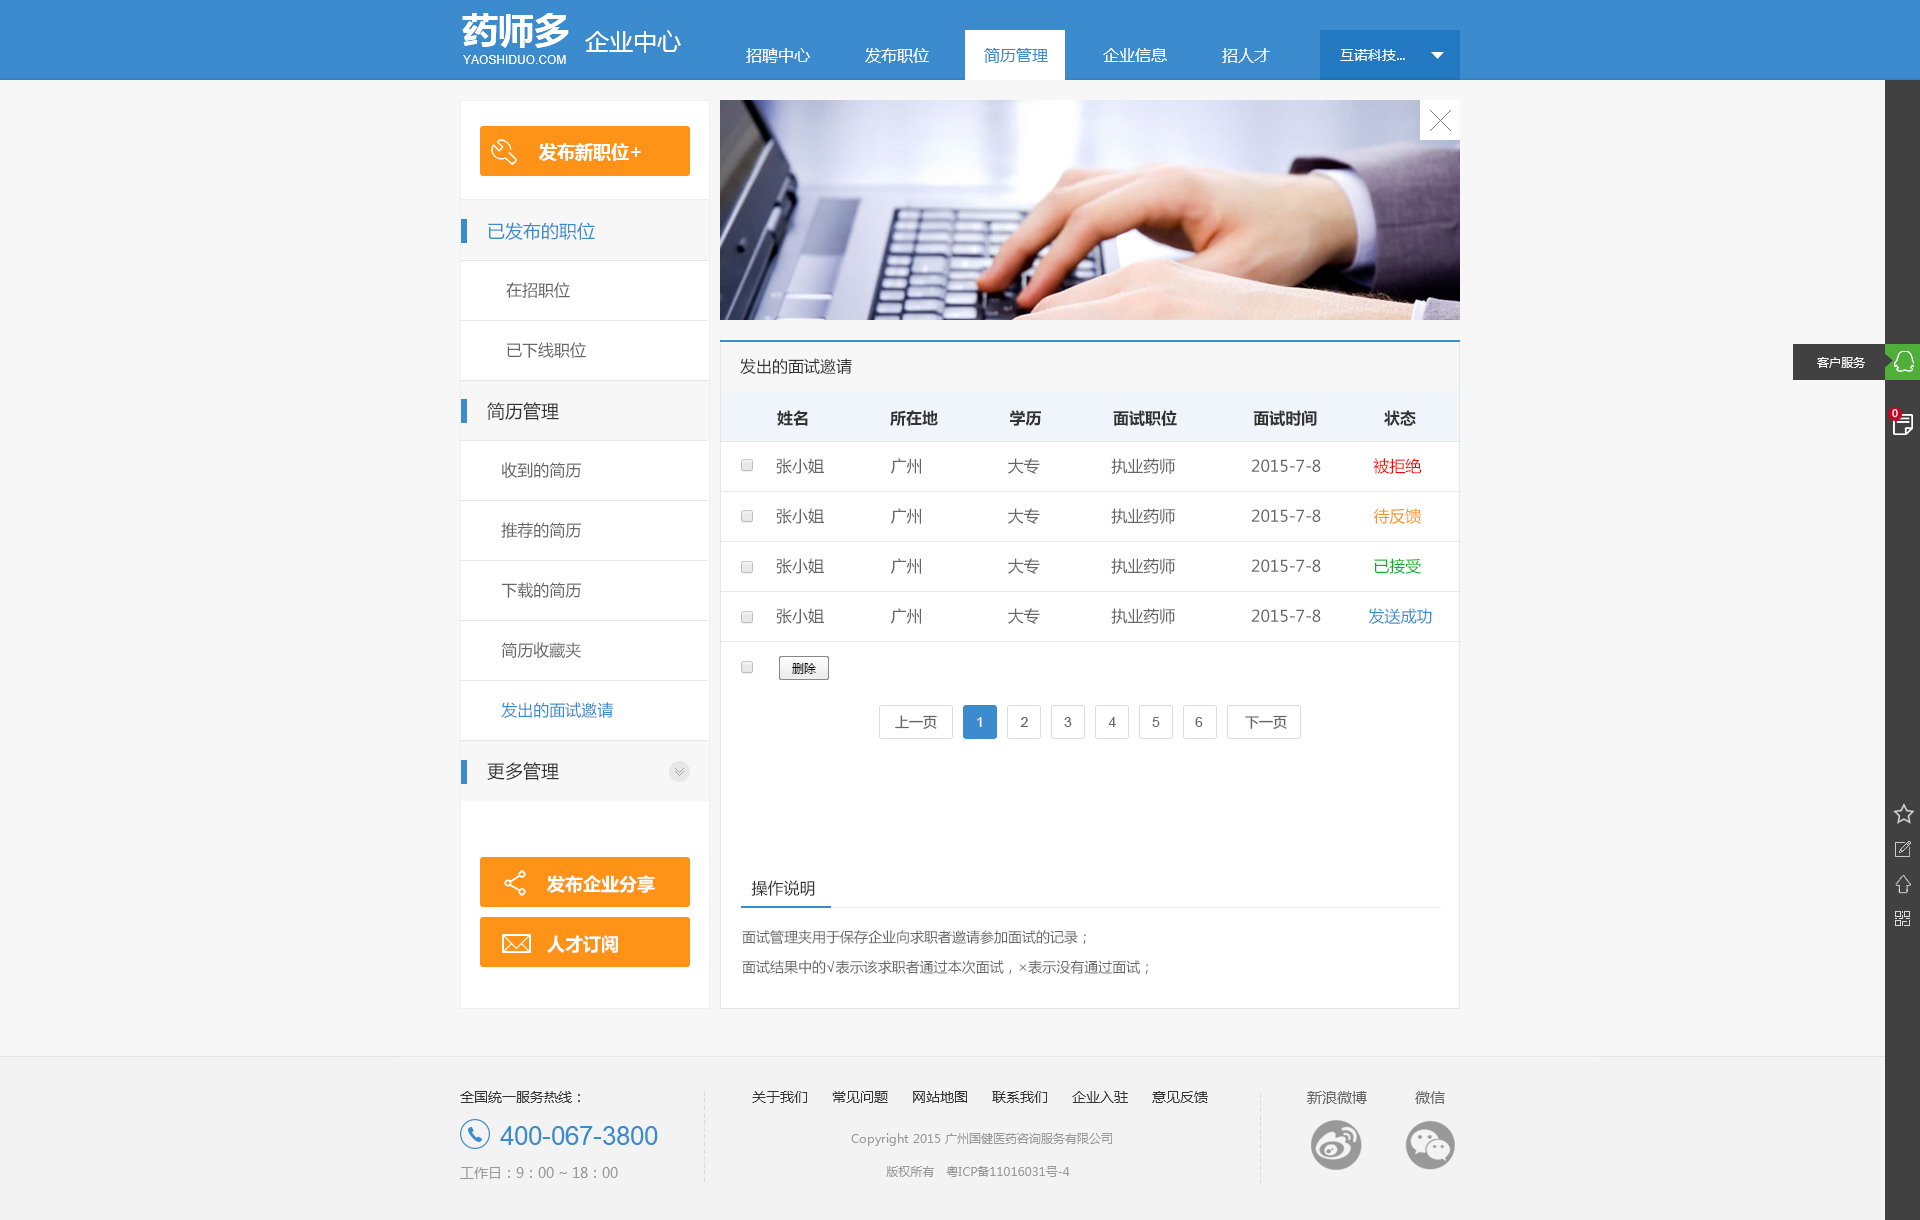 药师多 企业中心
YAOSHIDUO.COM
招聘中心 发布职位 简历管理 企业信息 招人才 互诺科技...
发布新职位+
已发布的职位
在招职位
已下线职位
简历管理
收到的简历
推荐的简历
下载的简历
简历收藏夹
发出的面试邀请
更多管理
发布企业分享
人才订阅
发出的面试邀请
姓名 所在地 学历 面试职位 面试时间 状态
张小姐 广州 大专 执业药师 2015-7-8 被拒绝
张小姐 广州 大专 执业药师 2015-7-8 待反馈
张小姐 广州 大专 执业药师 2015-7-8 已接受
张小姐 广州 大专 执业药师 2015-7-8 发送成功
删除
上一页 1 2 3 4 5 6 下一页
操作说明
面试管理夹用于保存企业向求职者邀请参加面试的记录；
面试结果中的√表示该求职者通过本次面试，×表示没有通过面试；
客户服务
0
全国统一服务热线：
400-067-3800
工作日：9：00 ~ 18：00
关于我们 常见问题 网站地图 联系我们 企业入驻 意见反馈
Copyright 2015 广州国健医药咨询服务有限公司
版权所有 粤ICP备11016031号-4
新浪微博 微信